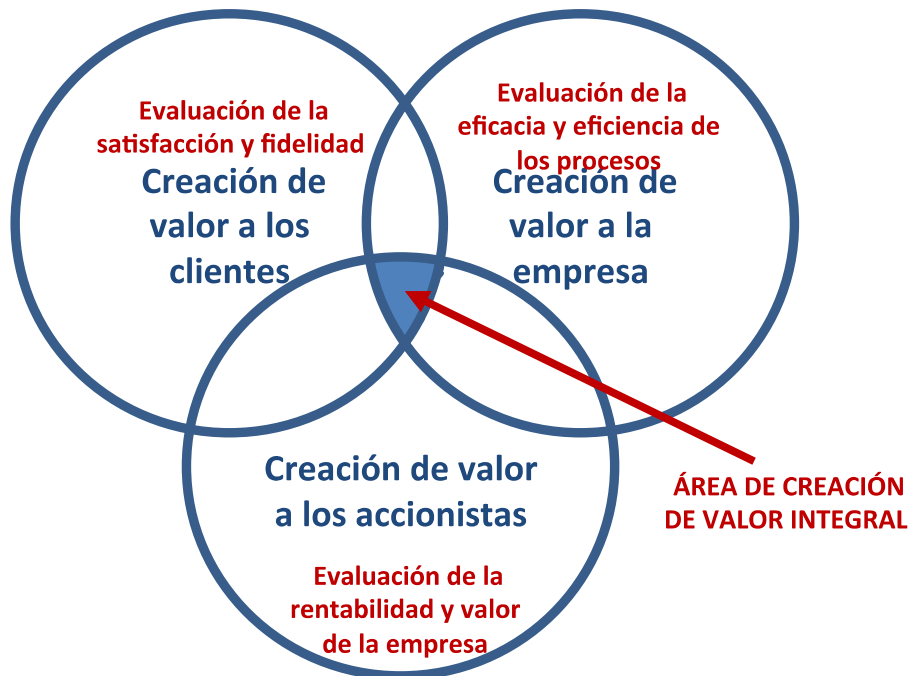 Evaluación de la
satisfacción y fidelidad
Creación de
valor a los
clientes
Evaluación de la
eficacia y eficiencia de
los procesos
Creación de
valor a la
empresa
Creación de valor
a los accionistas
Evaluación de la
rentabilidad y valor
de la empresa
ÁREA DE CREACIÓN
DE VALOR INTEGRAL